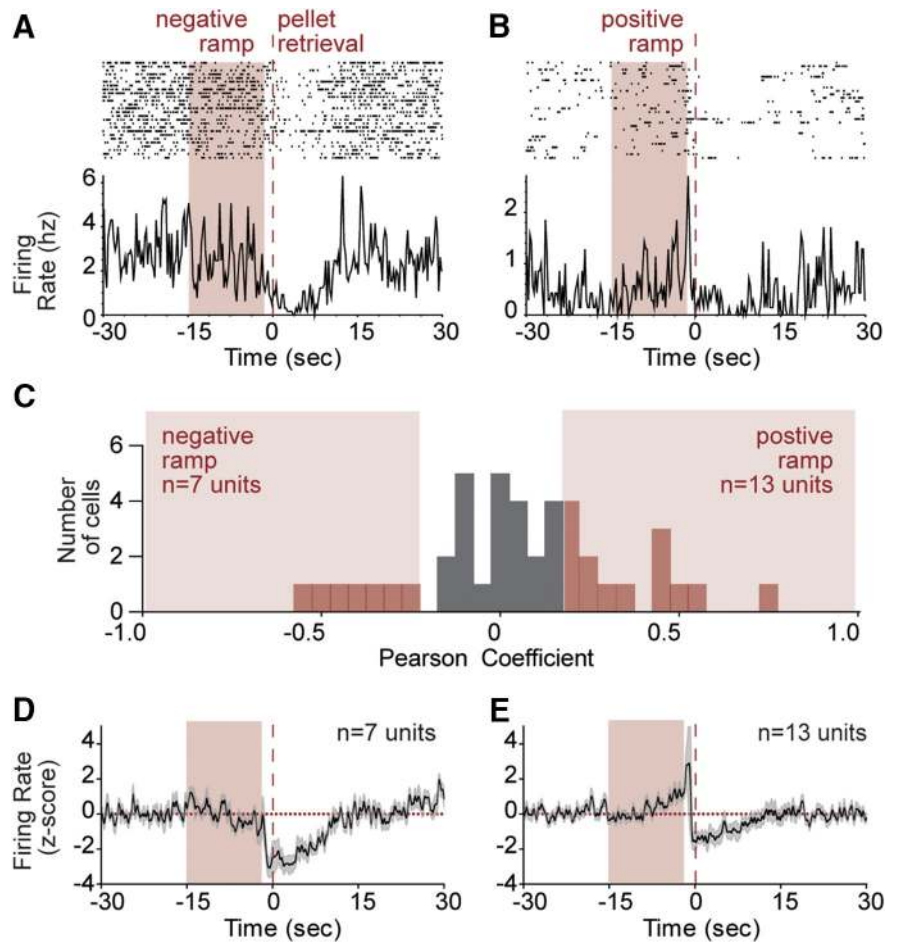 A
negative
ramp
pellet
retrieval
B
positive
ramp
6
4
2
0
Firing
Rate (hz)
-30 -15 0 15 30
Time (sec)
2
1
0
-30 -15 0 15 30
Time (sec)
C
negative
ramp
n=7 units
postive
ramp
n=13 units
6
4
2
0
Number
of cells
-1.0 -0.5 0 0.5 1.0
Pearson Coefficient
D
n=7 units
4
2
0
-2
-4
Firing Rate
(z-score)
-30 -15 0 15 30
Time (sec)
E
n=13 units
4
2
0
-2
-4
-30 -15 0 15 30
Time (sec)